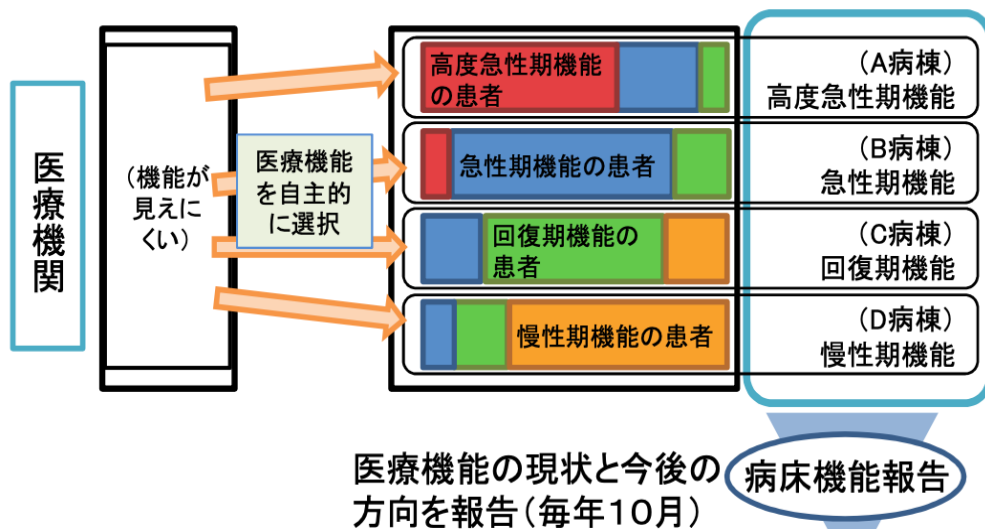 医療機関
(機能が
見えに
くい)
医療機能
を自主的
に選択
高度急性期機能
の患者
(A病棟)
高度急性期機能
急性期機能の患者
(B病棟)
急性期機能
回復期機能の
患者
(C病棟)
回復期機能
慢性期機能の患者
(D病棟)
慢性期機能
医療機能の現状と今後の
方向を報告(毎年10月)
病床機能報告